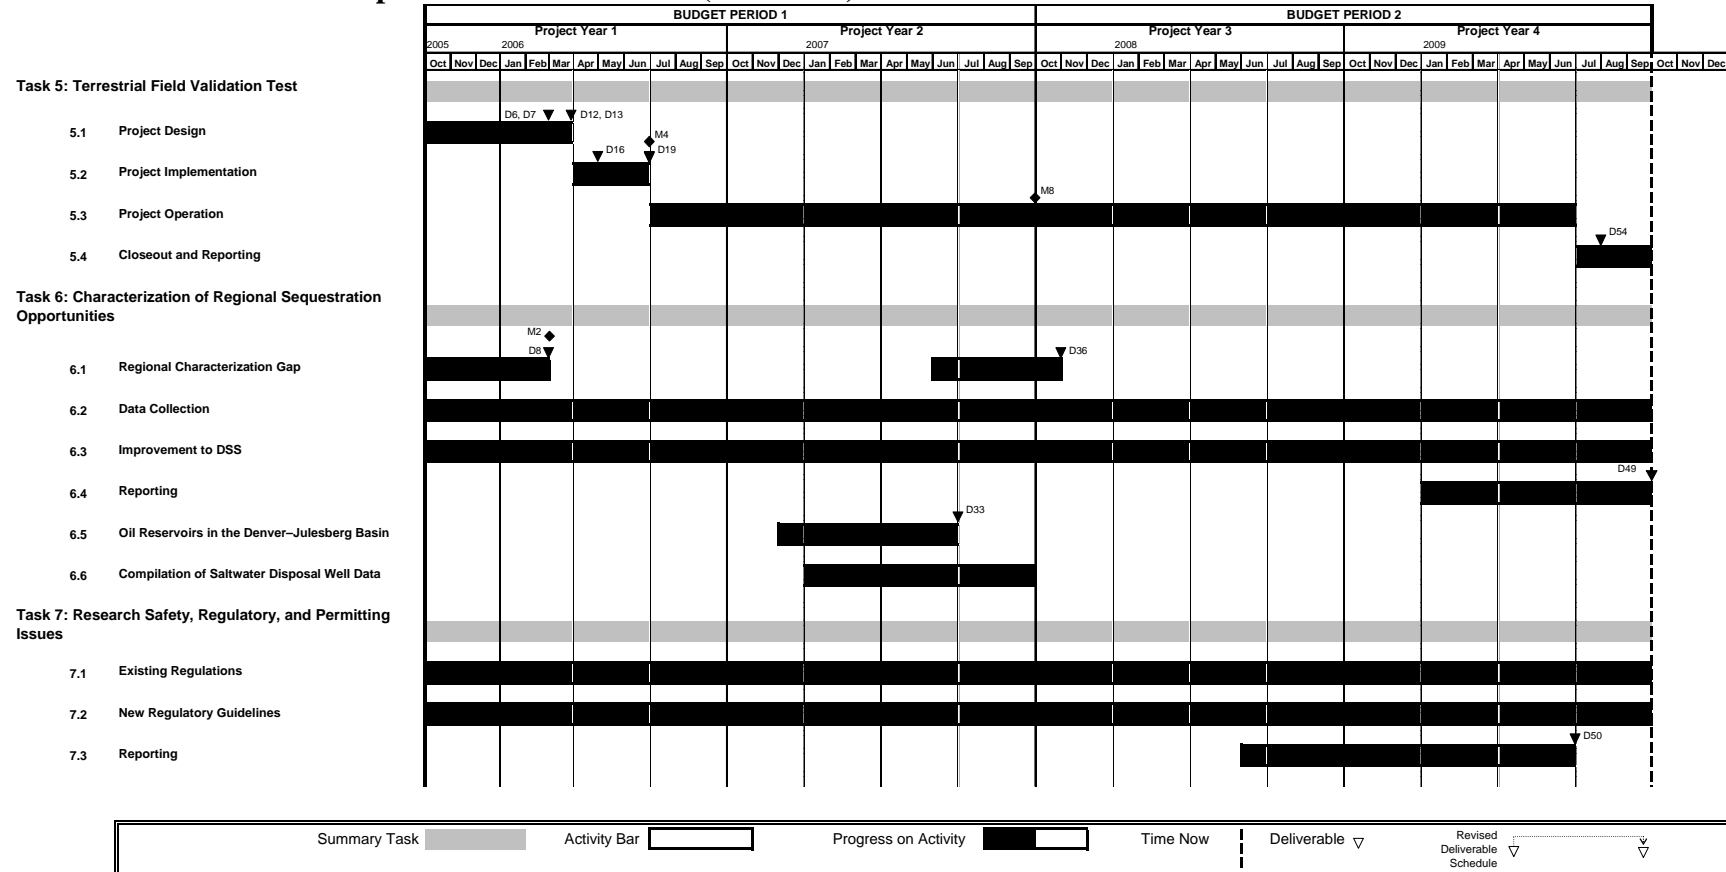 BUDGET PERIOD 1 BUDGET PERIOD 2
Project Year 1 Project Year 2 Project Year 3 Project Year 4
2005 2006 2007 2008 2009
Oct Nov Dec Jan Feb Mar Apr May Jun Jul Aug Sep Oct Nov Dec Jan Feb Mar Apr May Jun Jul Aug Sep Oct Nov Dec Jan Feb Mar Apr May Jun Jul Aug Sep Oct Nov Dec Jan Feb Mar Apr May Jun Jul Aug Sep Oct Nov Dec
Task 5: Terrestrial Field Validation Test
D6, D7 D12, D13
5.1 Project Design
M4
D16 D19
5.2 Project Implementation
M8
5.3 Project Operation
D54
5.4 Closeout and Reporting
Task 6: Characterization of Regional Sequestration
Opportunities
M2
D8 D36
6.1 Regional Characterization Gap
6.2 Data Collection
6.3 Improvement to DSS
D49
6.4 Reporting
D33
6.5 Oil Reservoirs in the Denver–Julesberg Basin
6.6 Compilation of Saltwater Disposal Well Data
Task 7: Research Safety, Regulatory, and Permitting
Issues
7.1 Existing Regulations
7.2 New Regulatory Guidelines
D50
7.3 Reporting
Summary Task Activity Bar Progress on Activity Time Now Deliverable Revised
Deliverable
Schedule